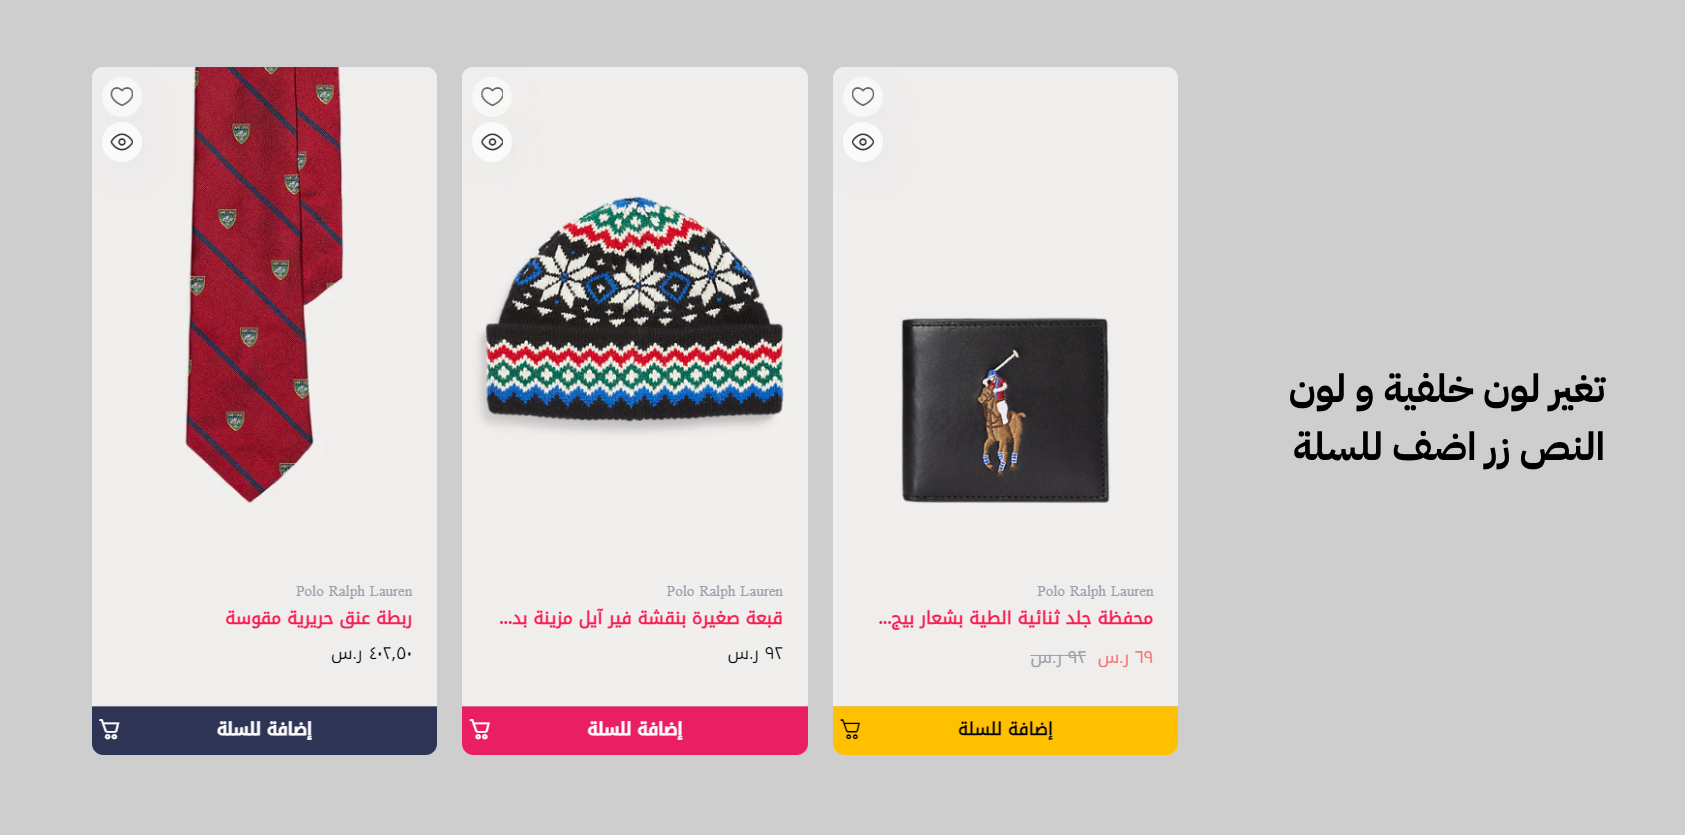 تغير لون خلفية و لون
النص زر اضف للسلة
Polo Ralph Lauren
محفظة جلد ثنائية الطية بشعار بيج...
٦٩ ر.س ٩٢ ر.س
إضافة للسلة
Polo Ralph Lauren
قبعة صغيرة بنقشة فير آيل مزينة بد...
٩٢ ر.س
إضافة للسلة
Polo Ralph Lauren
ربطة عنق حريرية مقوسة
٤٠٢,٥٠ ر.س
إضافة للسلة